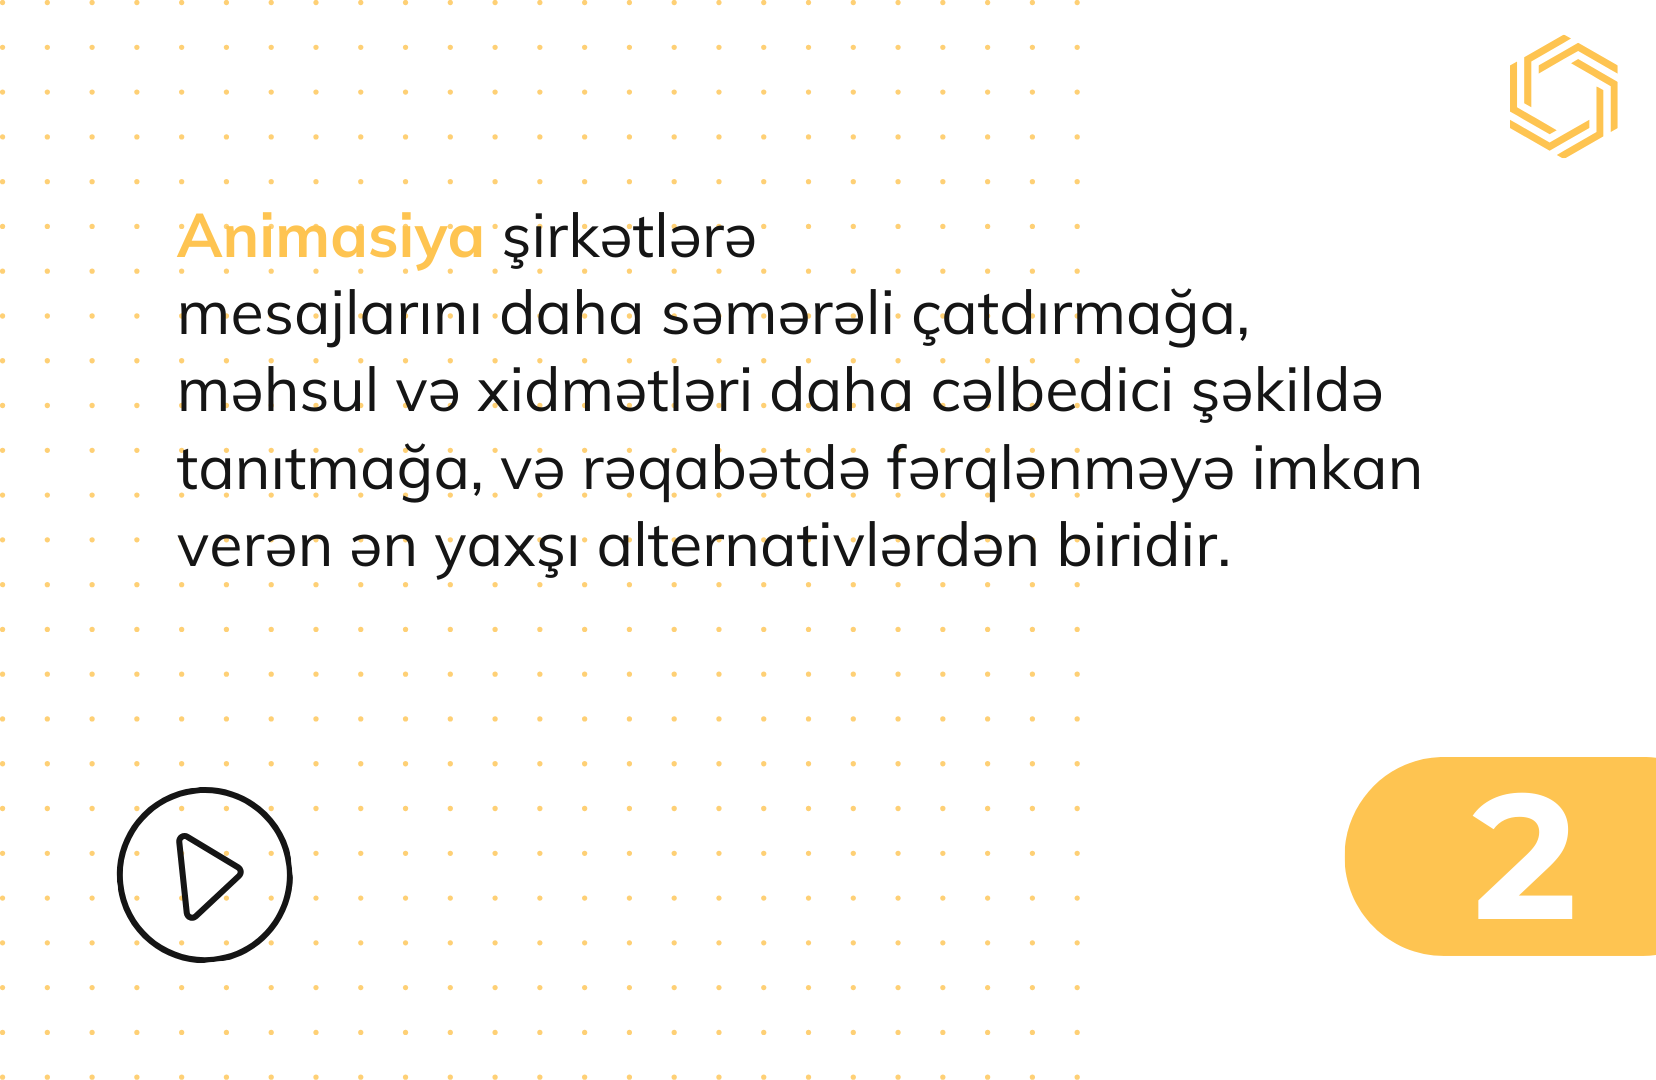 Animasiya şirkətlərə
mesajlarını daha səmərəli çatdırmağa,
məhsul və xidmətləri daha cəlbedici şəkildə
tanıtmağa, və rəqabətdə fərqlənməyə imkan
verən ən yaxşı alternativlərdən biridir.
2